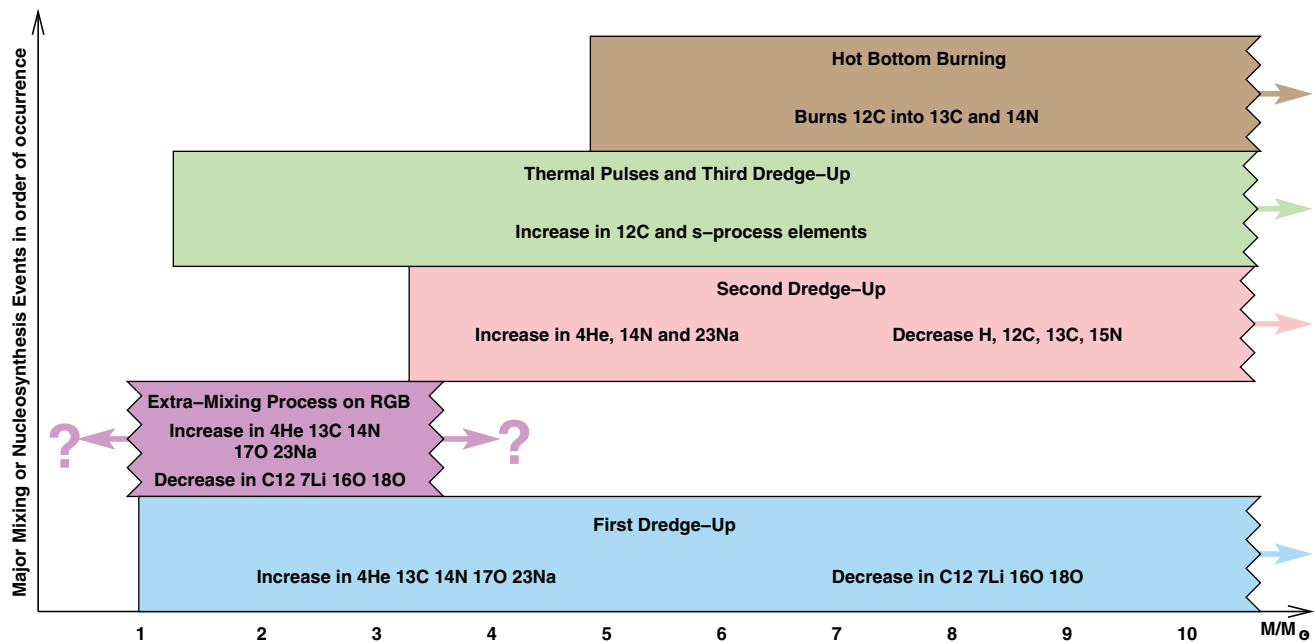 Major Mixing or Nucleosynthesis Events in order of occurrence
Hot Bottom Burning
Burns 12C into 13C and 14N
Thermal Pulses and Third Dredge–Up
Increase in 12C and s–process elements
Second Dredge–Up
Increase in 4He, 14N and 23Na
Decrease H, 12C, 13C, 15N
Extra–Mixing Process on RGB
Increase in 4He 13C 14N
17O 23Na
Decrease in C12 7Li 16O 18O
?
?
First Dredge–Up
Increase in 4He 13C 14N 17O 23Na
Decrease in C12 7Li 16O 18O
1 2 3 4 5 6 7 8 9 10 M/M⊙